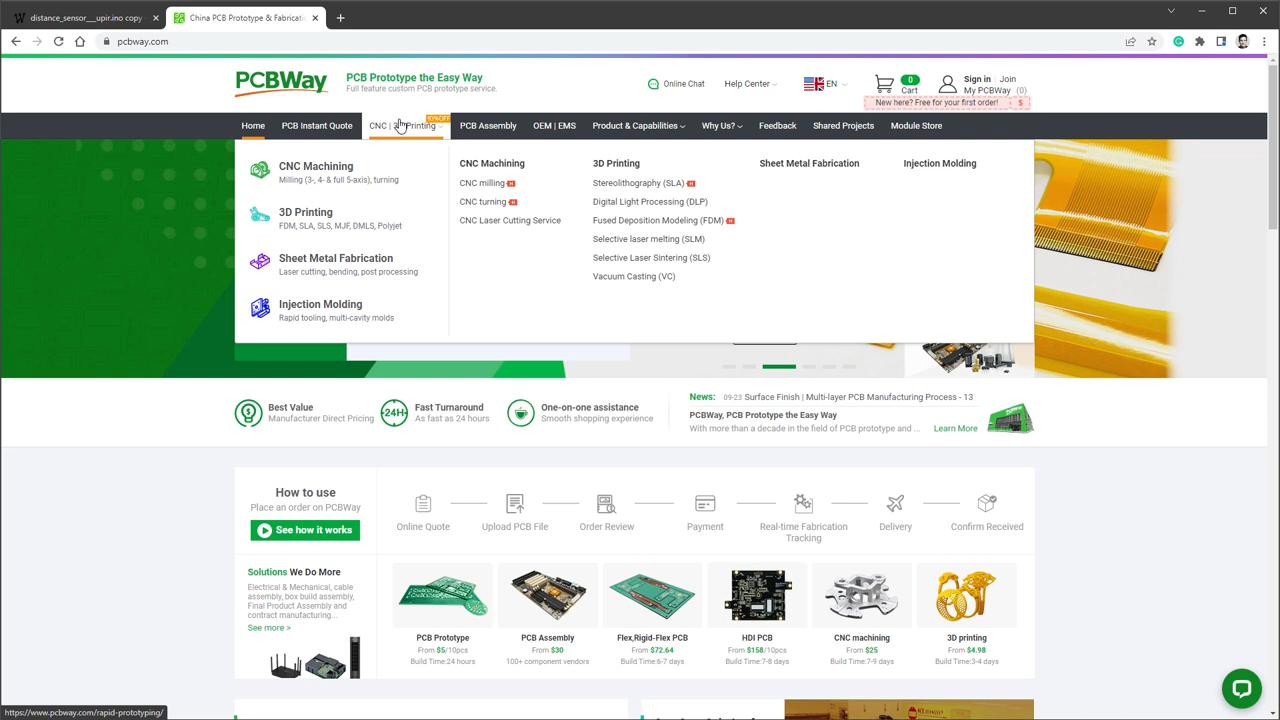 distance_sensor__upir.ino copy
China PCB Prototype & Fabricati
pcbway.com
PCBWay
PCB Prototype the Easy Way
Full feature custom PCB prototype service.
Online Chat
Help Center
EN
0
Cart
Sign in | Join
My PCBWay (0)
New here? Free for your first order!
$
Home
PCB Instant Quote
CNC | 3D Printing
10%OFF
PCB Assembly
OEM | EMS
Product & Capabilities
Why Us?
Feedback
Shared Projects
Module Store
CNC Machining
Milling (3-, 4- & full 5-axis), turning
3D Printing
FDM, SLA, SLS, MJF, DMLS, Polyjet
Sheet Metal Fabrication
Laser cutting, bending, post processing
Injection Molding
Rapid tooling, multi-cavity molds
CNC Machining
CNC milling H
CNC turning H
CNC Laser Cutting Service
3D Printing
Stereolithography (SLA) H
Digital Light Processing (DLP)
Fused Deposition Modeling (FDM) H
Selective laser melting (SLM)
Selective Laser Sintering (SLS)
Vacuum Casting (VC)
Sheet Metal Fabrication
Injection Molding
Best Value
Manufacturer Direct Pricing
24H
Fast Turnaround
As fast as 24 hours
One-on-one assistance
Smooth shopping experience
News: 09-23 Surface Finish | Multi-layer PCB Manufacturing Process - 13
PCBWay, PCB Prototype the Easy Way
With more than a decade in the field of PCB prototype and ... Learn More
How to use
Place an order on PCBWay
See how it works
Online Quote
Upload PCB File
Order Review
Payment
Real-time Fabrication
Tracking
Delivery
Confirm Received
Solutions We Do More
Electrical & Mechanical, cable
assembly, box build assembly,
Final Product Assembly and
contract manufacturing...
See more >
PCB Prototype
From $5/10pcs
Build Time:24 hours
PCB Assembly
From $30
100+ component vendors
Flex,Rigid-Flex PCB
From $72.64
Build Time: 6-7 days
HDI PCB
From $158/10pcs
Build Time:7-8 days
CNC machining
From $25
Build Time:7-9 days
3D printing
From $4.98
Build Time: 3-4 days
https://www.pcbway.com/rapid-prototyping/